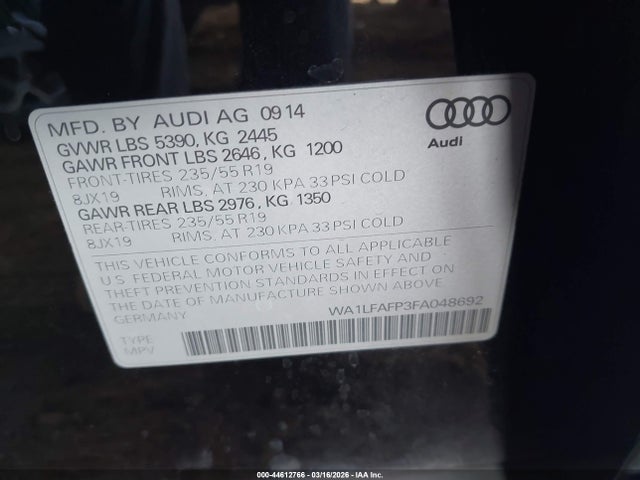 MFD. BY AUDI AG 09 14
GVWR LBS 5390, KG 2445
GAWR FRONT LBS 2646, KG 1200
FRONT-TIRES 235/55 R19
8JX19 RIMS. AT 230 KPA 33 PSI COLD
GAWR REAR LBS 2976, KG 1350
REAR-TIRES 235/55 R19
8JX19 RIMS. AT 230 KPA 33 PSI COLD
THIS VEHICLE CONFORMS TO ALL APPLICABLE
U.S. FEDERAL MOTOR VEHICLE SAFETY AND
THEFT PREVENTION STANDARDS IN EFFECT ON
THE DATE OF MANUFACTURE SHOWN ABOVE
GERMANY
WA1LFAFP3FA048692
TYPE
MPV
Audi
000-44612766 - 03/16/2026 - IAA Inc.